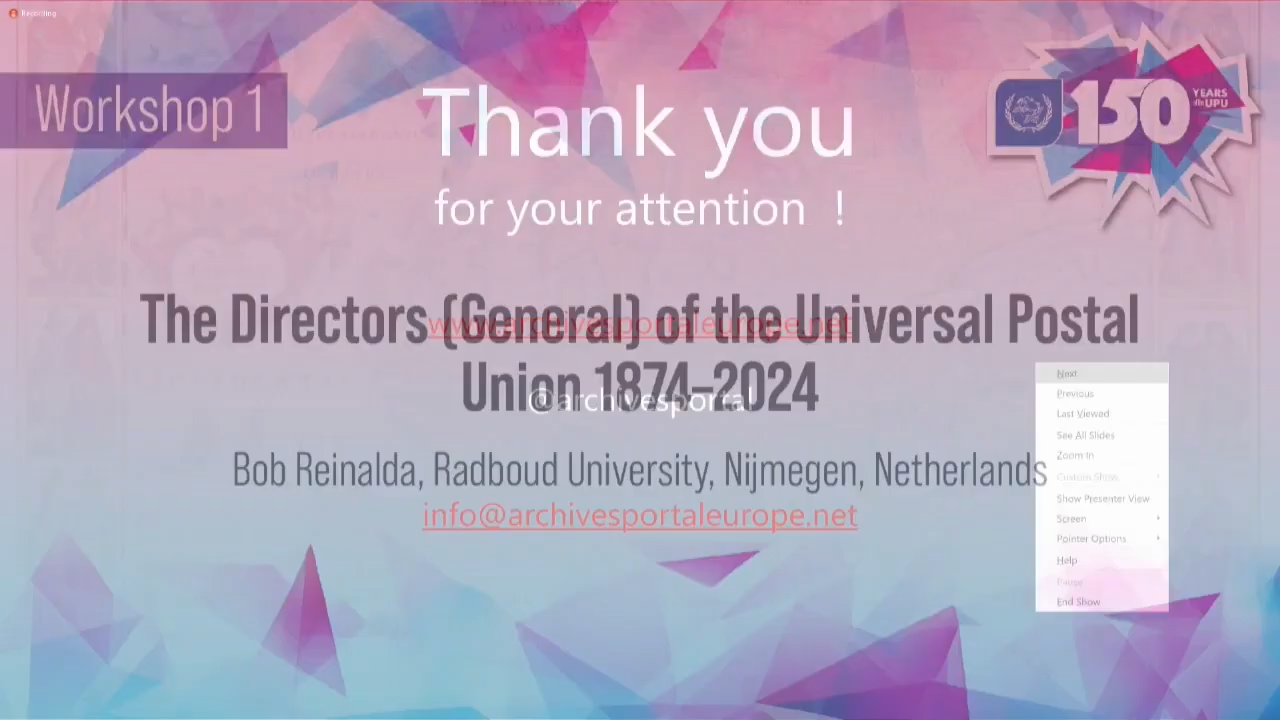 Recording
Workshop 1
Thank you
for your attention !
150
YEARS
UPU
The Directors (General) of the Universal Postal
Union 1874–2024
www.archivesportaleurope.net
@archivesportal
Bob Reinalda, Radboud University, Nijmegen, Netherlands
info@archivesportaleurope.net
Next
Previous
Last Viewed
See All Slides
Zoom In
Custom Show
Show Presenter View
Screen
Pointer Options
Help
Pause
End Show